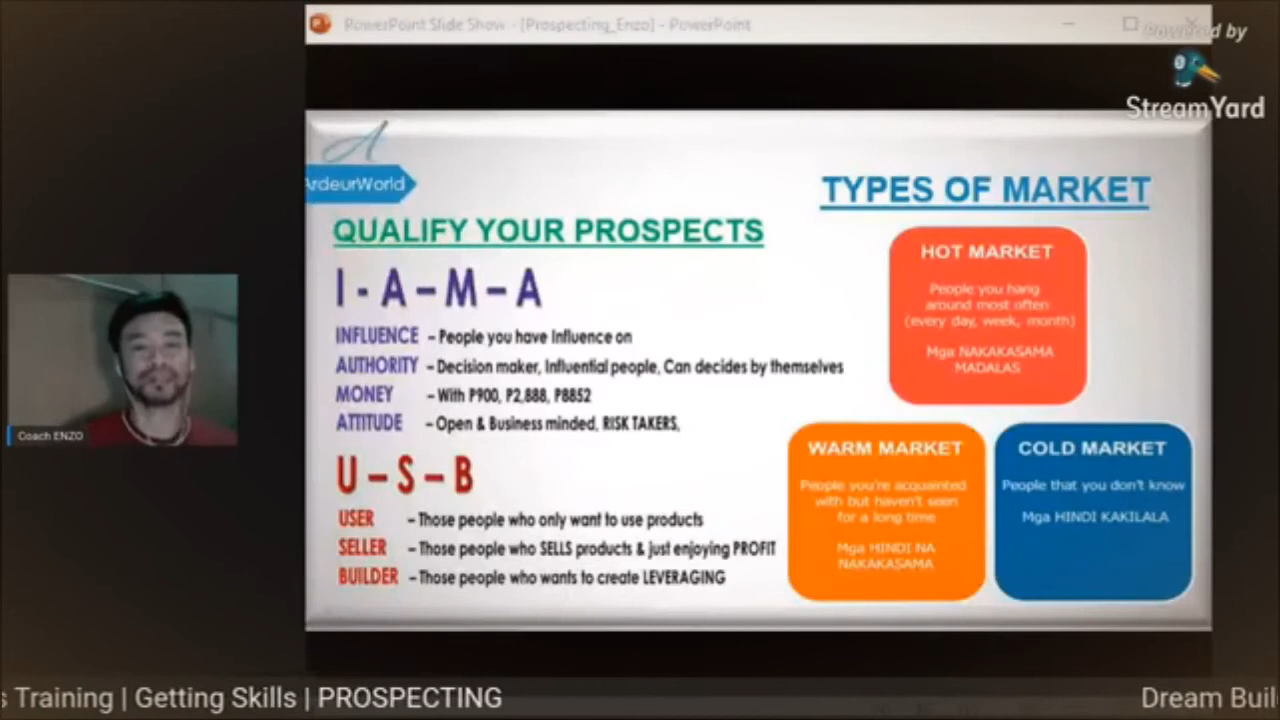 PowerPoint Slide Show - [Prospecting_Enzo] - PowerPoint
Powered by
StreamYard
A
ArdeurWorld
TYPES OF MARKET
QUALIFY YOUR PROSPECTS
I - A – M – A
INFLUENCE – People you have Influence on
AUTHORITY – Decision maker, Influential people, Can decides by themselves
MONEY – With P900, P2,888, P8852
ATTITUDE – Open & Business minded, RISK TAKERS,
U – S – B
USER – Those people who only want to use products
SELLER – Those people who SELLS products & just enjoying PROFIT
BUILDER – Those people who wants to create LEVERAGING
HOT MARKET
People you hang
around most often
(every day, week, month)
Mga NAKAKASAMA
MADALAS
WARM MARKET
People you're acquainted
with but haven't seen
for a long time
Mga HINDI NA
NAKAKASAMA
COLD MARKET
People that you don't know
Mga HINDI KAKILALA
Coach ENZO
s Training | Getting Skills | PROSPECTING
Dream Buil